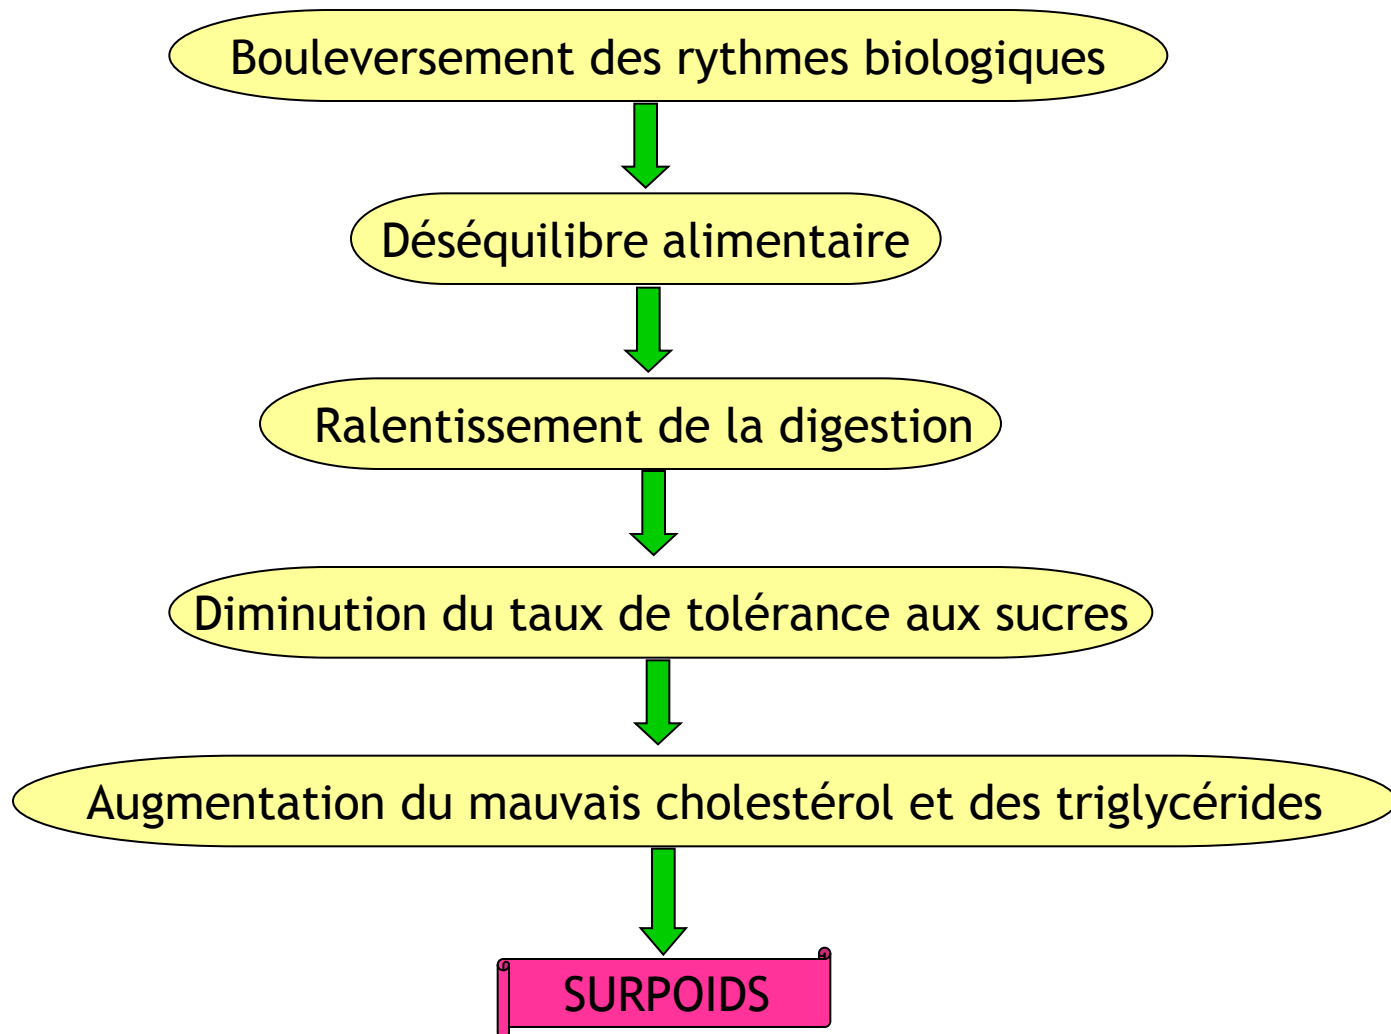 Bouleversement des rythmes biologiques
Déséquilibre alimentaire
Ralentissement de la digestion
Diminution du taux de tolérance aux sucres
Augmentation du mauvais cholestérol et des triglycérides
SURPOIDS